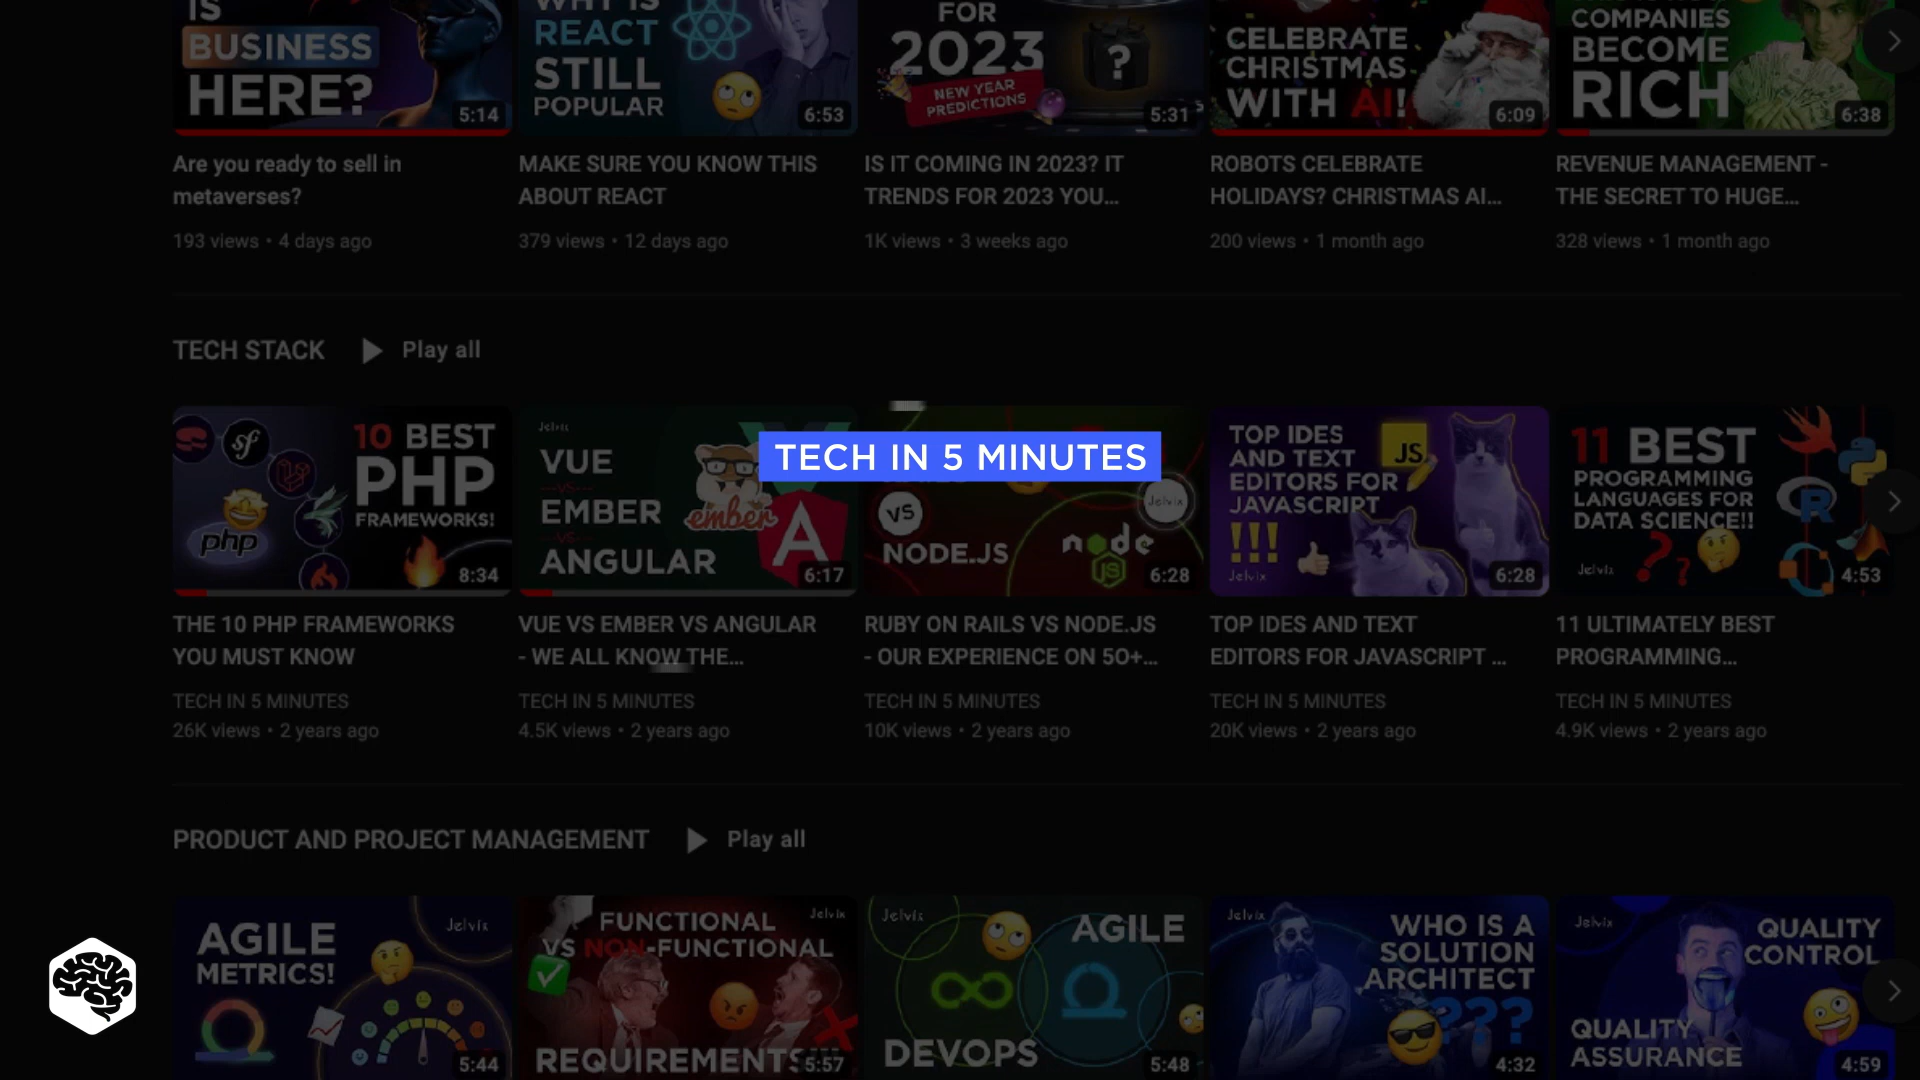 IS
BUSINESS
HERE?
5:14
WHY IS
REACT
STILL
POPULAR
6:53
FOR
2023
NEW YEAR
PREDICTIONS
?
5:31
CELEBRATE
CHRISTMAS
WITH AI!
6:09
COMPANIES
BECOME
RICH
6:38
Are you ready to sell in
metaverses?
193 views • 4 days ago
MAKE SURE YOU KNOW THIS
ABOUT REACT
379 views • 12 days ago
IS IT COMING IN 2023? IT
TRENDS FOR 2023 YOU...
1K views • 3 weeks ago
ROBOTS CELEBRATE
HOLIDAYS? CHRISTMAS AI...
200 views • 1 month ago
REVENUE MANAGEMENT -
THE SECRET TO HUGE...
328 views • 1 month ago
TECH STACK
Play all
TECH IN 5 MINUTES
10 BEST
PHP
FRAMEWORKS!
sf
php
8:34
Jelvix
VUE
VS
EMBER
VS
ANGULAR
ember
A
6:17
VS
NODE.JS
Jelvix
node
JS
6:28
TOP IDES
AND TEXT
EDITORS FOR
JAVASCRIPT
!!!
JS
Jelvix
6:28
11 BEST
PROGRAMMING
LANGUAGES FOR
DATA SCIENCE!!
R
Jelvix
? ?
4:53
THE 10 PHP FRAMEWORKS
YOU MUST KNOW
TECH IN 5 MINUTES
26K views • 2 years ago
VUE VS EMBER VS ANGULAR
- WE ALL KNOW THE...
TECH IN 5 MINUTES
4.5K views • 2 years ago
RUBY ON RAILS VS NODE.JS
- OUR EXPERIENCE ON 50+...
TECH IN 5 MINUTES
10K views • 2 years ago
TOP IDES AND TEXT
EDITORS FOR JAVASCRIPT ...
TECH IN 5 MINUTES
20K views • 2 years ago
11 ULTIMATELY BEST
PROGRAMMING...
TECH IN 5 MINUTES
4.9K views • 2 years ago
PRODUCT AND PROJECT MANAGEMENT
Play all
AGILE
METRICS!
Jelvix
5:44
FUNCTIONAL
VS NON-FUNCTIONAL
REQUIREMENTS
Jelvix
5:57
Jelvix
AGILE
DEVOPS
5:48
Jelvix
WHO IS A
SOLUTION
ARCHITECT
???
4:32
Jelvix
QUALITY
CONTROL
QUALITY
ASSURANCE
4:59